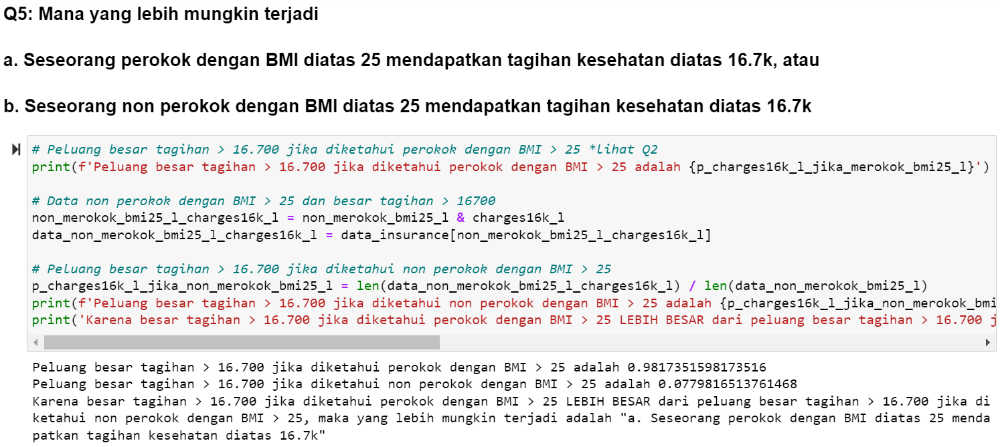 Q5: Mana yang lebih mungkin terjadi
a. Seseorang perokok dengan BMI diatas 25 mendapatkan tagihan kesehatan diatas 16.7k, atau
b. Seseorang non perokok dengan BMI diatas 25 mendapatkan tagihan kesehatan diatas 16.7k
# Peluang besar tagihan > 16.700 jika diketahui perokok dengan BMI > 25 *lihat Q2
print(f'Peluang besar tagihan > 16.700 jika diketahui perokok dengan BMI > 25 adalah {p_charges16k_l_jika_merokok_bmi25_l}')
# Data non perokok dengan BMI > 25 dan besar tagihan > 16700
non_merokok_bmi25_l_charges16k_l = non_merokok_bmi25_l & charges16k_l
data_non_merokok_bmi25_l_charges16k_l = data_insurance[non_merokok_bmi25_l_charges16k_l]
# Peluang besar tagihan > 16.700 jika diketahui non perokok dengan BMI > 25
p_charges16k_l_jika_non_merokok_bmi25_l = len(data_non_merokok_bmi25_l_charges16k_l) / len(data_non_merokok_bmi25_l)
print(f'Peluang besar tagihan > 16.700 jika diketahui non perokok dengan BMI > 25 adalah {p_charges16k_l_jika_non_merokok_bmi
print('Karena besar tagihan > 16.700 jika diketahui perokok dengan BMI > 25 LEBIH BESAR dari peluang besar tagihan > 16.700 j
Peluang besar tagihan > 16.700 jika diketahui perokok dengan BMI > 25 adalah 0.9817351598173516
Peluang besar tagihan > 16.700 jika diketahui non perokok dengan BMI > 25 adalah 0.0779816513761468
Karena besar tagihan > 16.700 jika diketahui perokok dengan BMI > 25 LEBIH BESAR dari peluang besar tagihan > 16.700 jika di
ketahui non perokok dengan BMI > 25, maka yang lebih mungkin terjadi adalah "a. Seseorang perokok dengan BMI diatas 25 menda
patkan tagihan kesehatan diatas 16.7k"